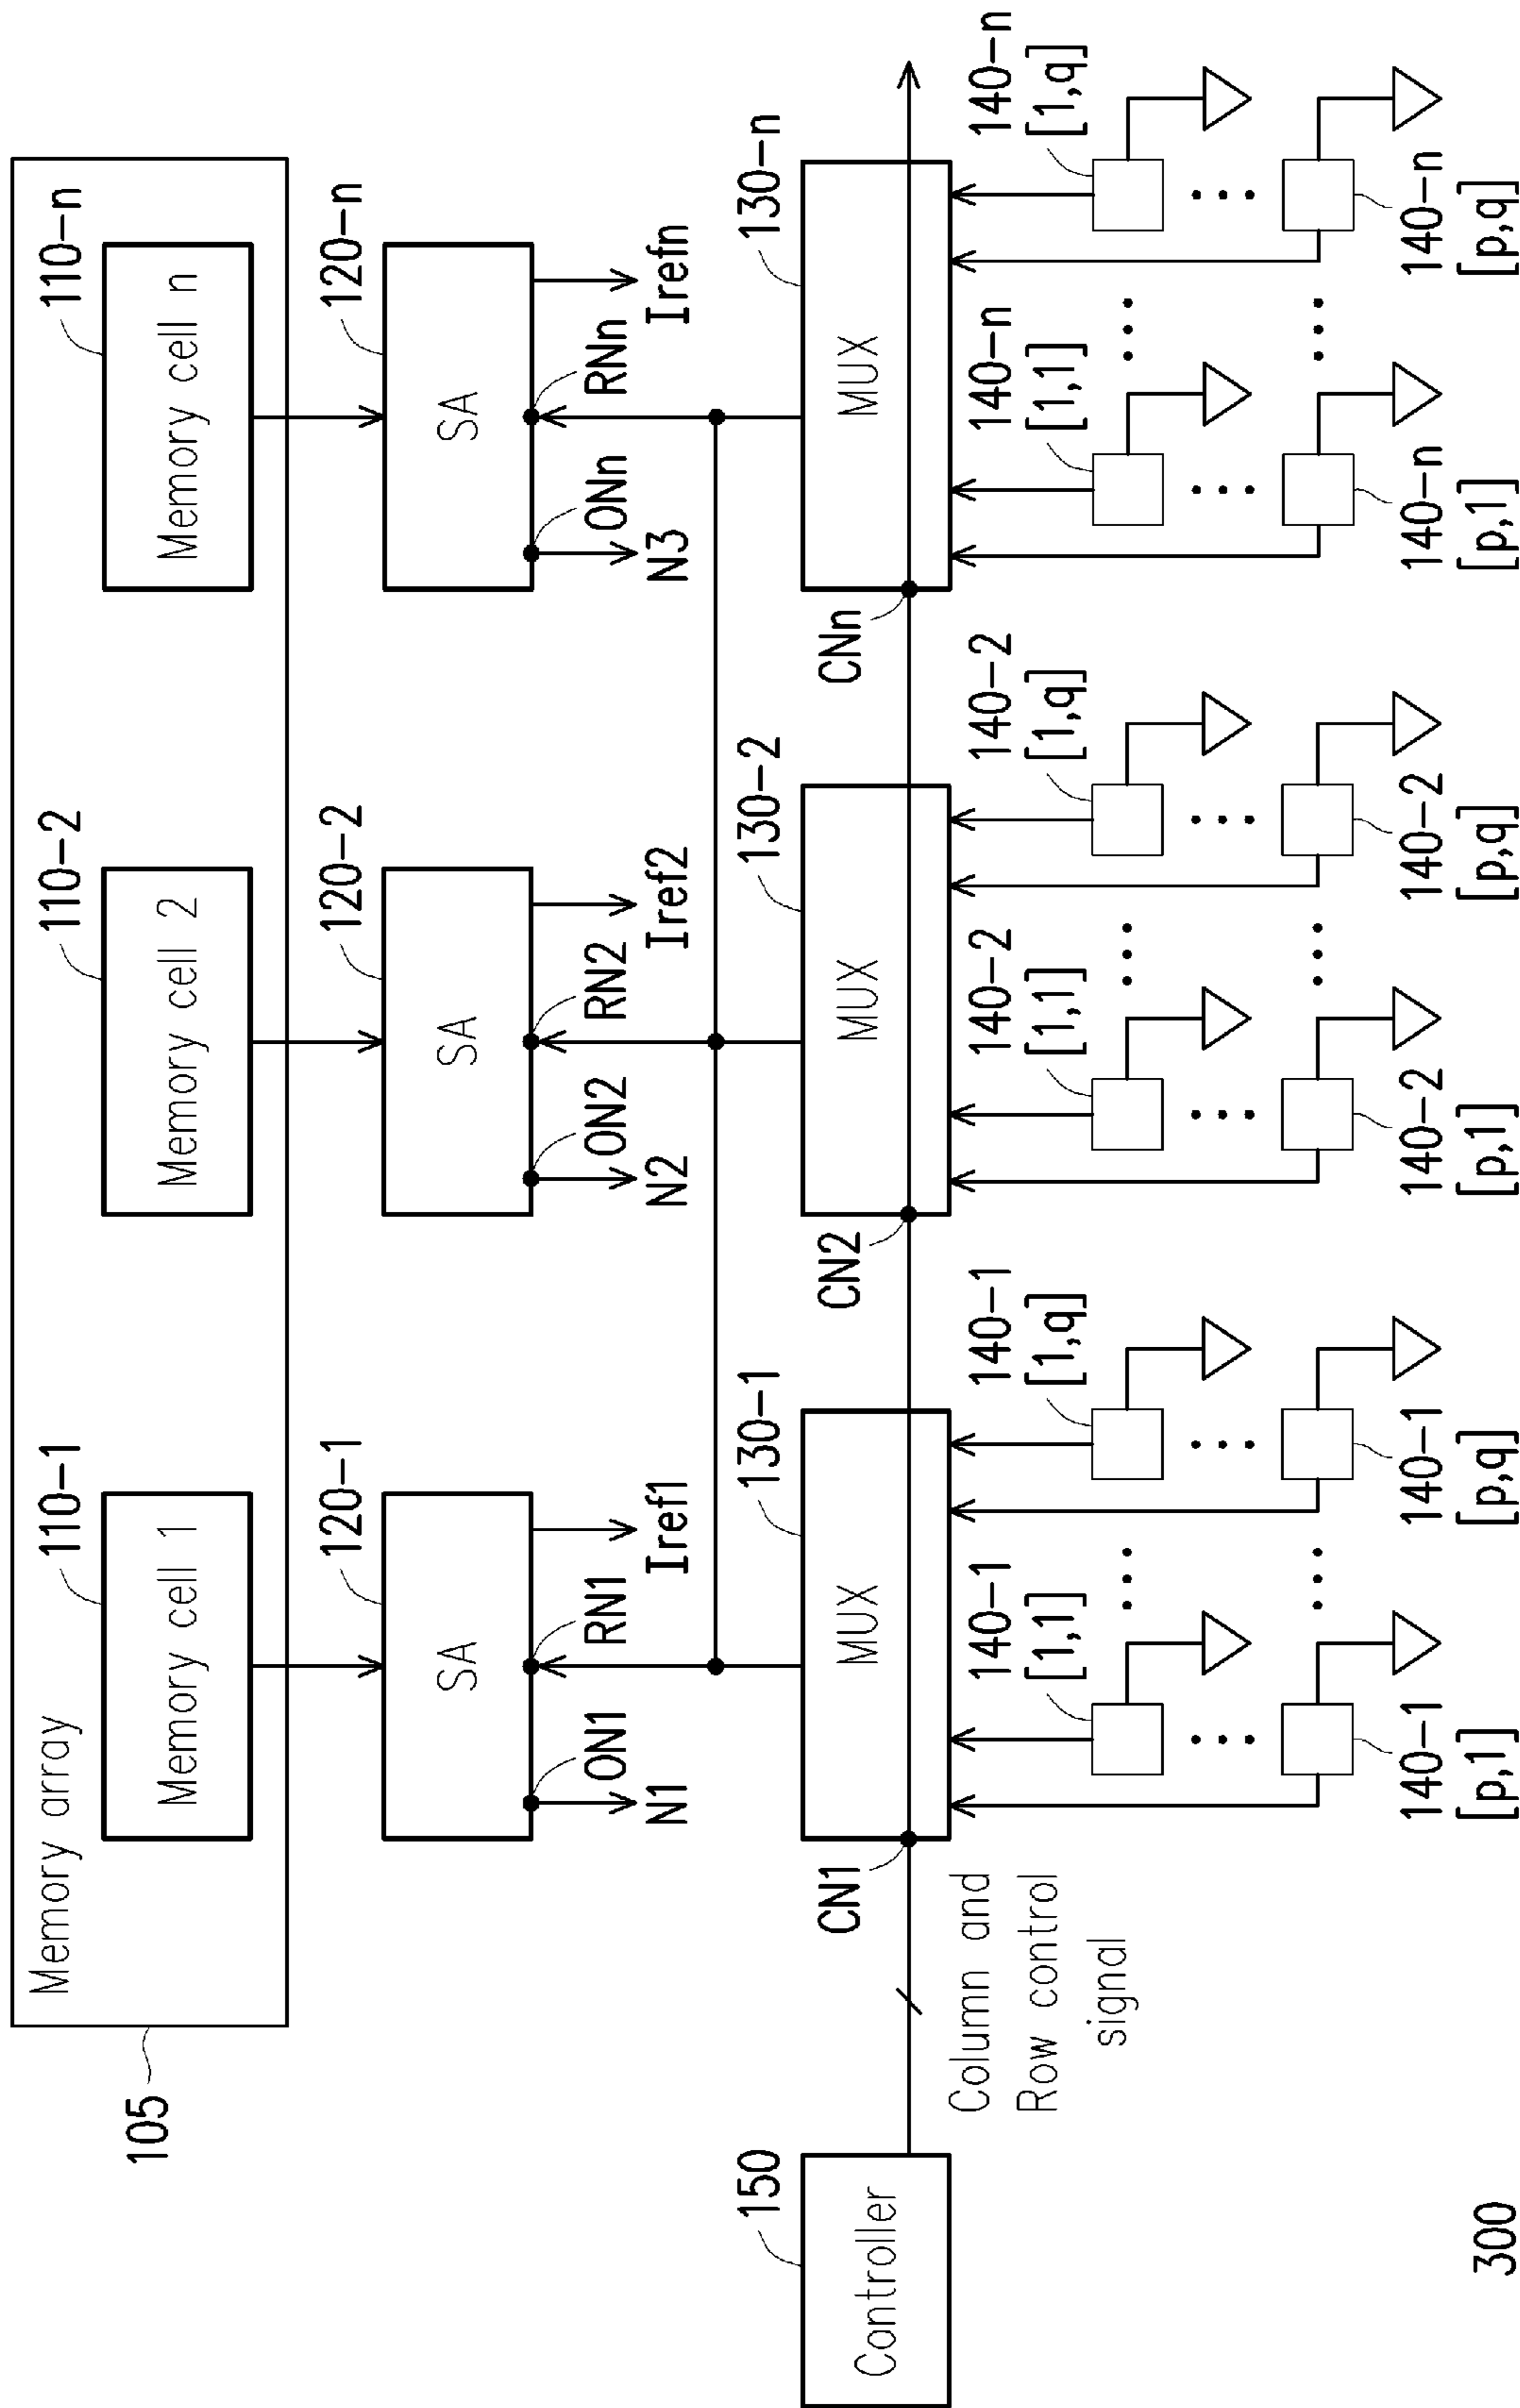 Memory array
105
110-1
Memory cell 1
110-2
Memory cell 2
110-n
Memory cell n
120-1
SA
120-2
SA
120-n
SA
ON1
RN1
N1
Iref1
ON2
RN2
N2
Iref2
ONn
RNn
N3
Irefn
150
Controller
130-1
MUX
130-2
MUX
130-n
MUX
CN1
CN2
CNn
Column and
Row control
signal
140-1
[1,1]
140-1
[1,q]
140-2
[1,1]
140-2
[1,q]
140-n
[1,1]
140-n
[1,q]
140-1
[p,1]
140-1
[p,q]
140-2
[p,1]
140-2
[p,q]
140-n
[p,1]
140-n
[p,q]
300